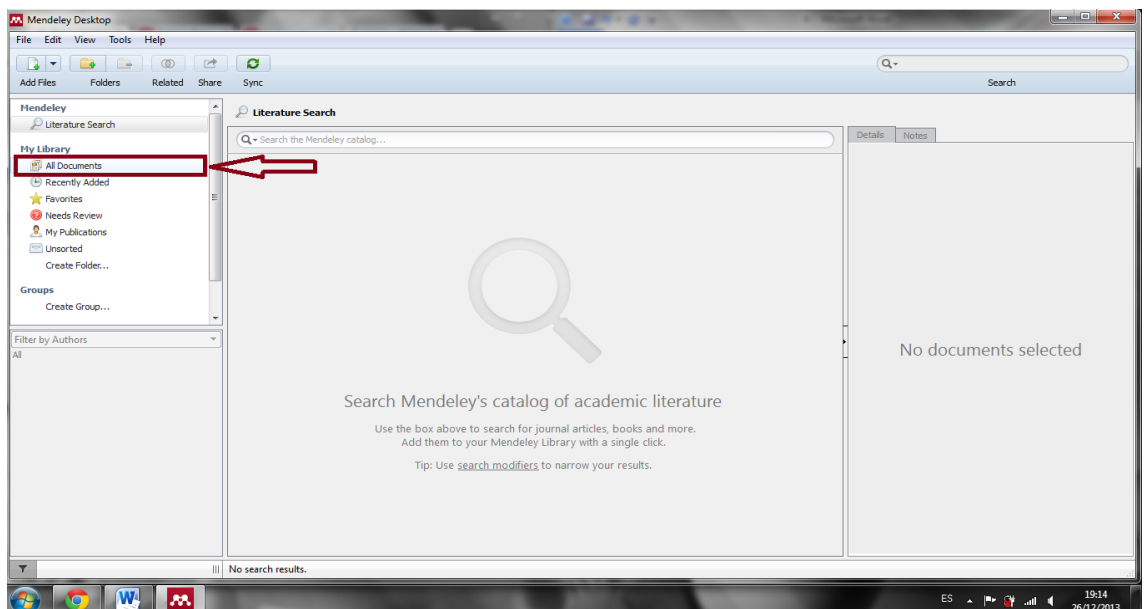 Mendeley Desktop
File Edit View Tools Help
Add Files Folders Related Share Sync Search
Mendeley
Literature Search
My Library
All Documents
Recently Added
Favorites
Needs Review
My Publications
Unsorted
Create Folder...
Groups
Create Group...
Filter by Authors
All
Literature Search
Search the Mendeley catalog...
Search Mendeley's catalog of academic literature
Use the box above to search for journal articles, books and more.
Add them to your Mendeley Library with a single click.
Tip: Use search modifiers to narrow your results.
Details Notes
No documents selected
No search results.
ES 19:14
26/12/2013